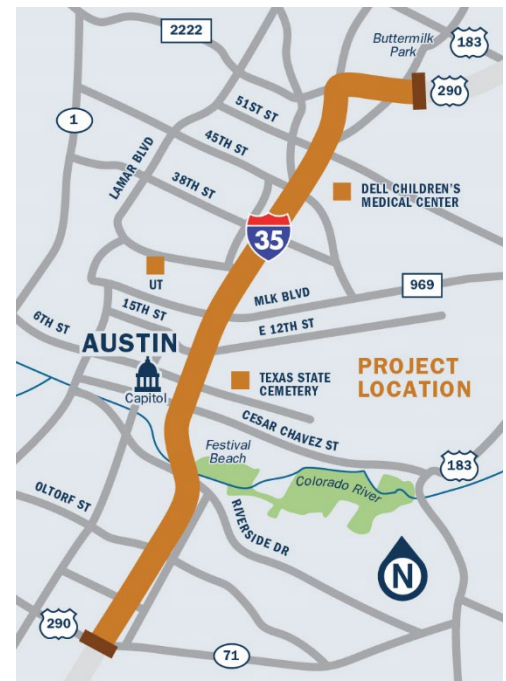 2222
Buttermilk
Park
183
290
1
51ST ST
45TH ST
LAMAR BLVD
38TH ST
DELL CHILDREN'S
MEDICAL CENTER
35
UT
969
MLK BLVD
15TH ST
6TH ST
E 12TH ST
AUSTIN
Capitol
TEXAS STATE
CEMETERY
PROJECT
LOCATION
CESAR CHAVEZ ST
Festival
Beach
183
Colorado River
OLTORF ST
RIVERSIDE DR
N
290
71